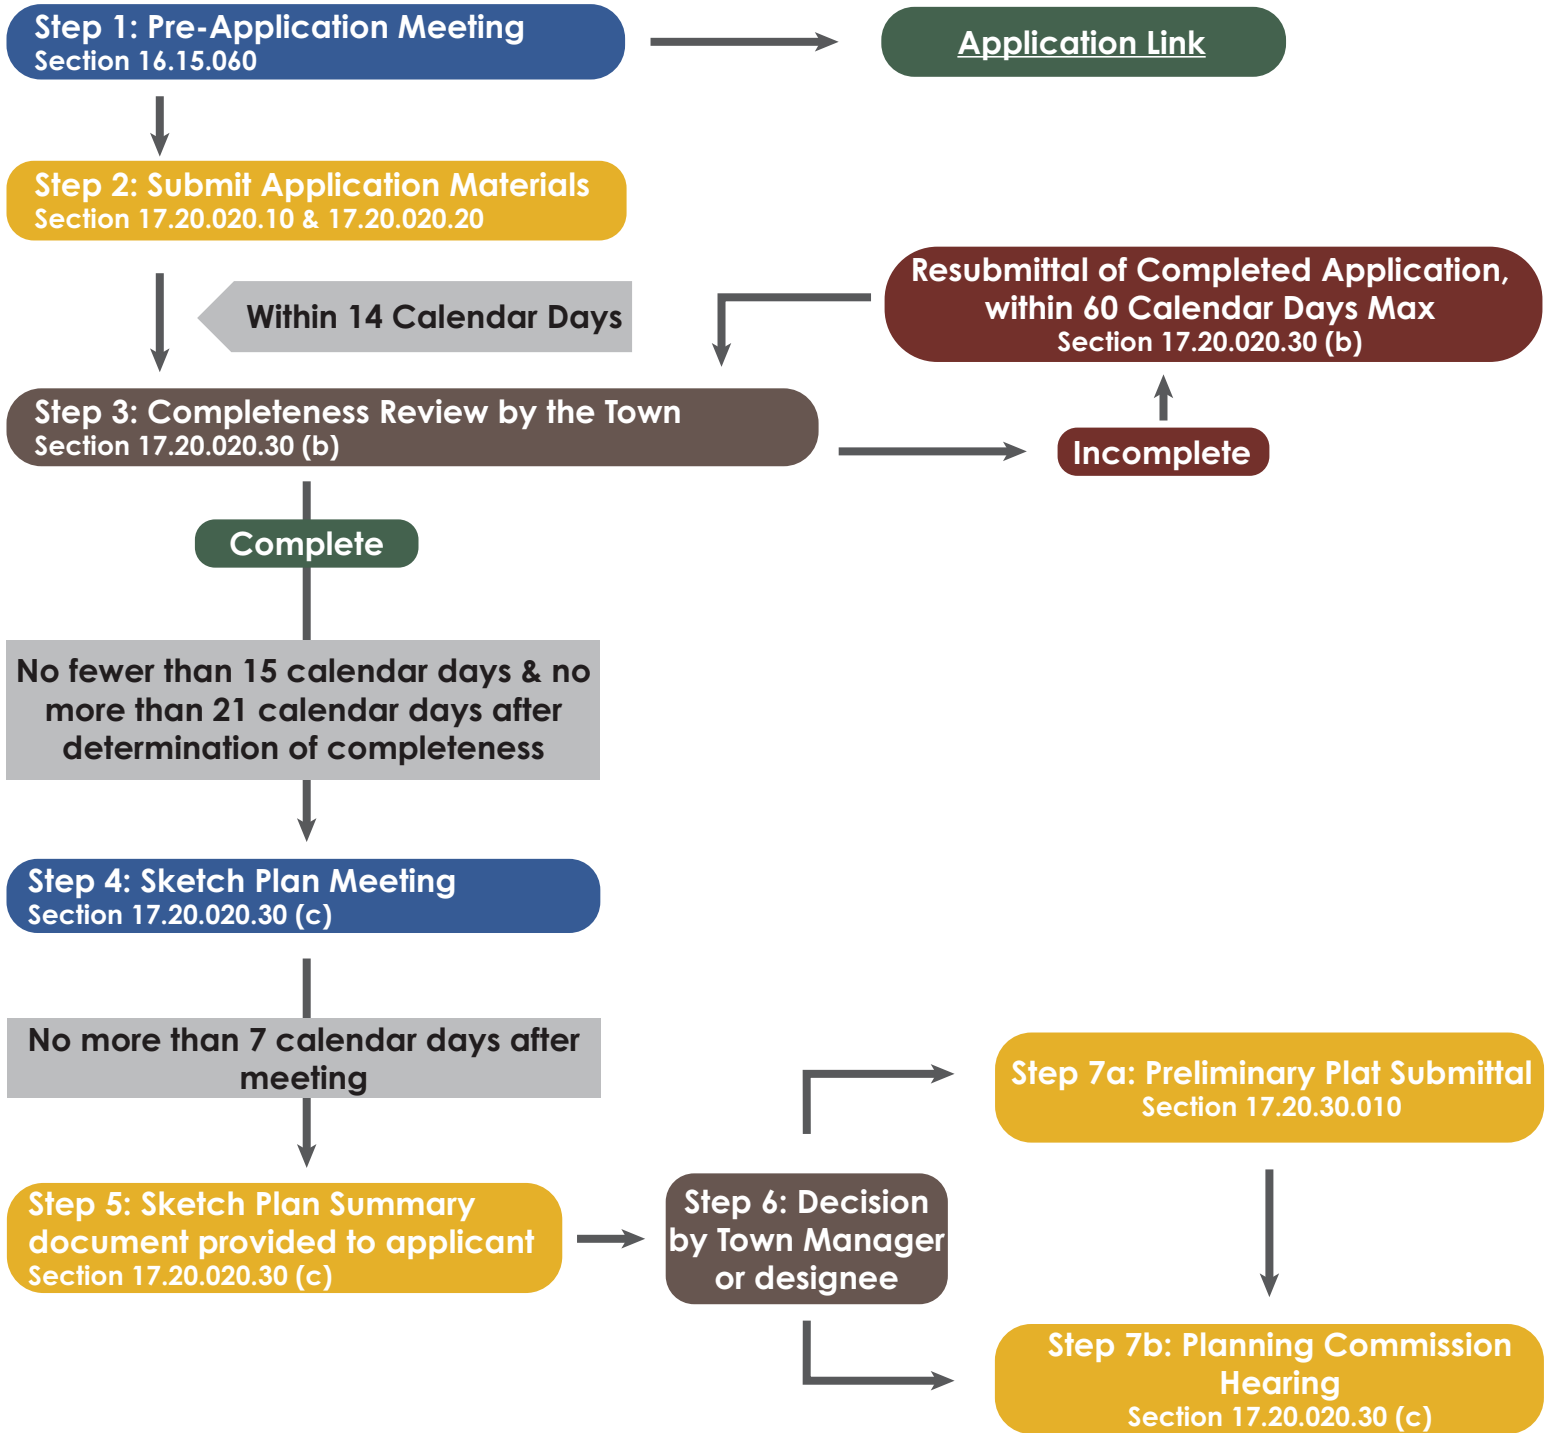 Step 1: Pre-Application Meeting
Section 16.15.060
Application Link
Step 2: Submit Application Materials
Section 17.20.020.10 & 17.20.020.20
Within 14 Calendar Days
Resubmittal of Completed Application,
within 60 Calendar Days Max
Section 17.20.020.30 (b)
Step 3: Completeness Review by the Town
Section 17.20.020.30 (b)
Incomplete
Complete
No fewer than 15 calendar days & no
more than 21 calendar days after
determination of completeness
Step 4: Sketch Plan Meeting
Section 17.20.020.30 (c)
No more than 7 calendar days after
meeting
Step 5: Sketch Plan Summary
document provided to applicant
Section 17.20.020.30 (c)
Step 6: Decision
by Town Manager
or designee
Step 7a: Preliminary Plat Submittal
Section 17.20.30.010
Step 7b: Planning Commission
Hearing
Section 17.20.020.30 (c)